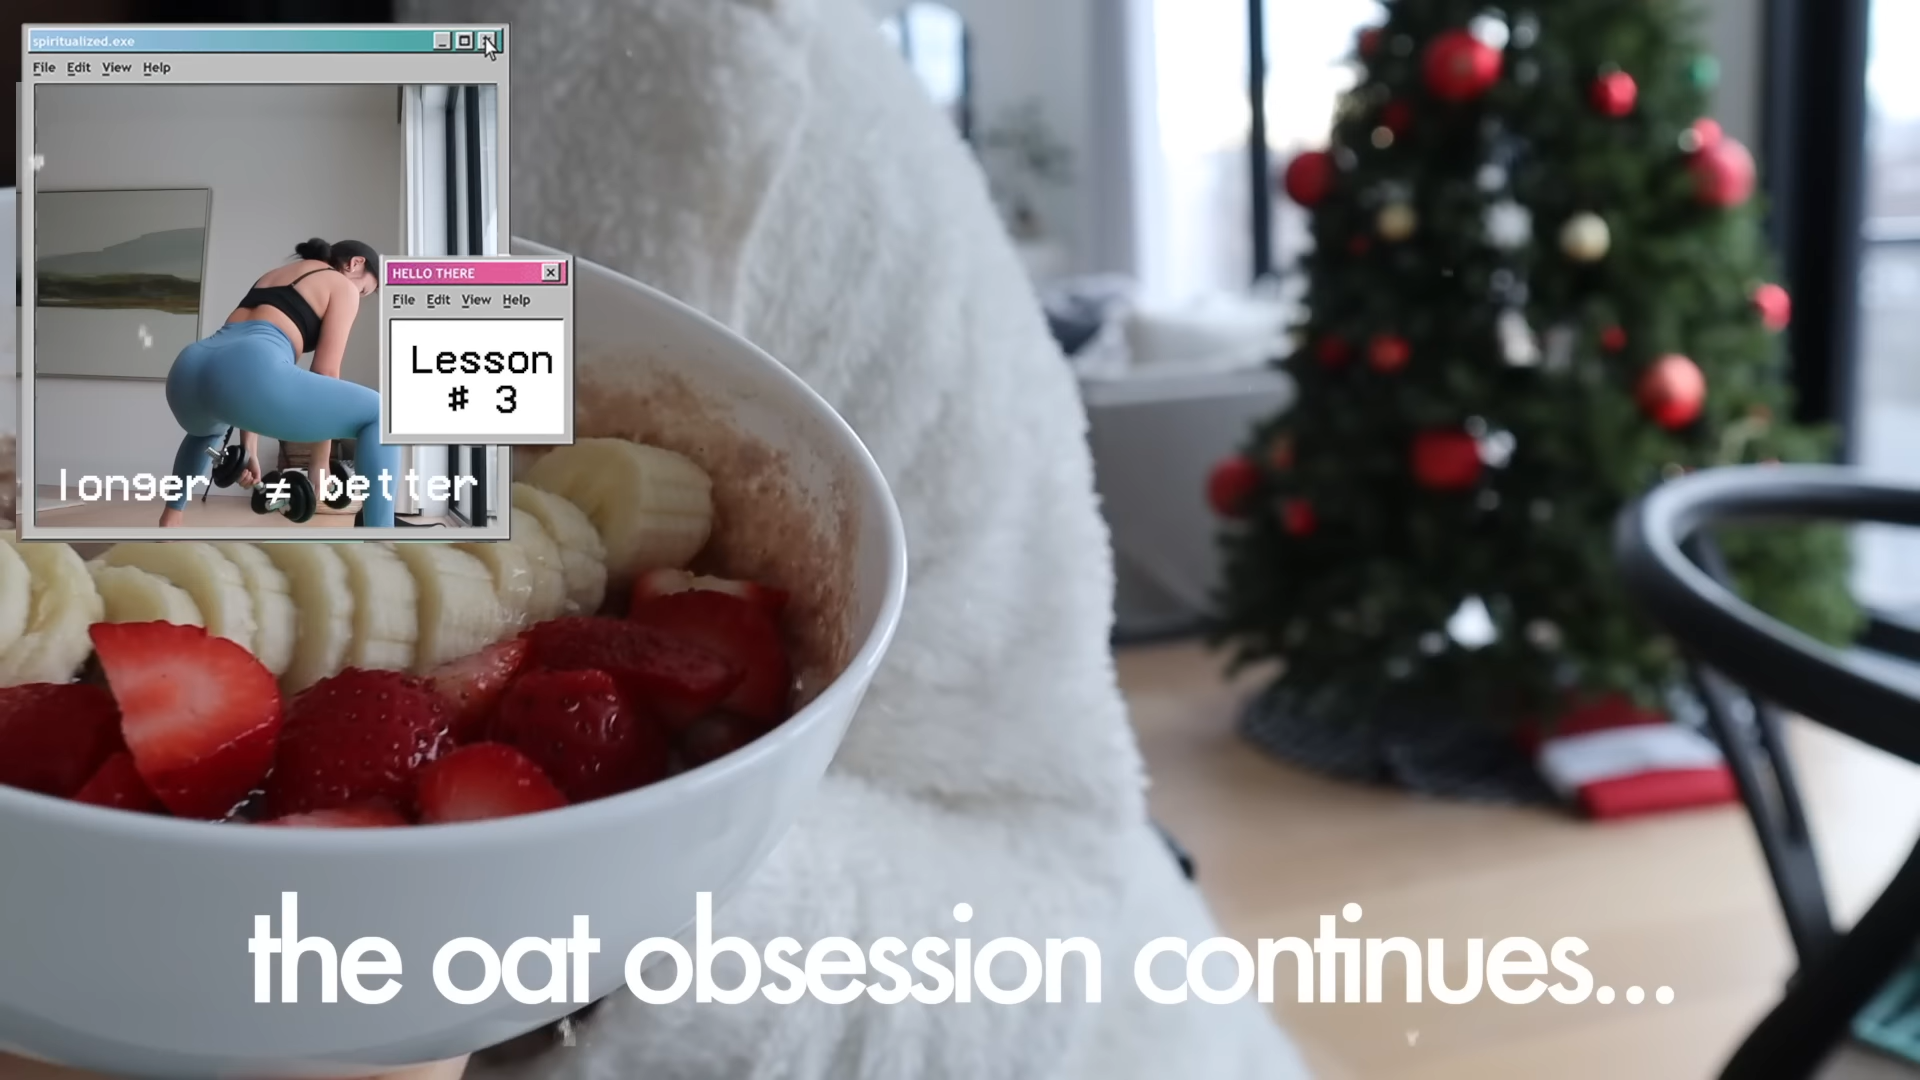 spiritualized.exe
File Edit View Help
HELLO THERE
File Edit View Help
Lesson
# 3
longer ≠ better
the oat obsession continues...